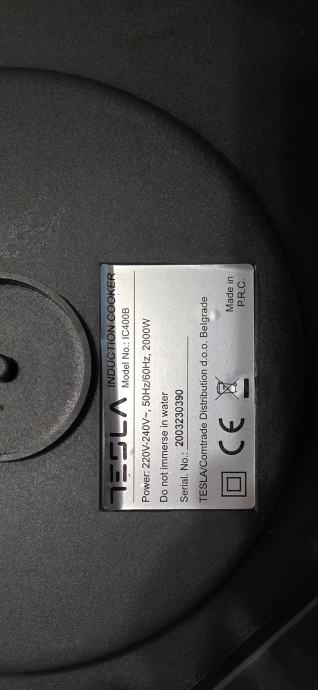 TESLA INDUCTION COOKER
Model No.: IC400B
Power: 220V-240V~, 50Hz/60Hz, 2000W
Do not immerse in water
Serial. No.: 2003230390
TESLA/Comtrade Distribution d.o.o. Belgrade
CE
Made in
P.R.C.